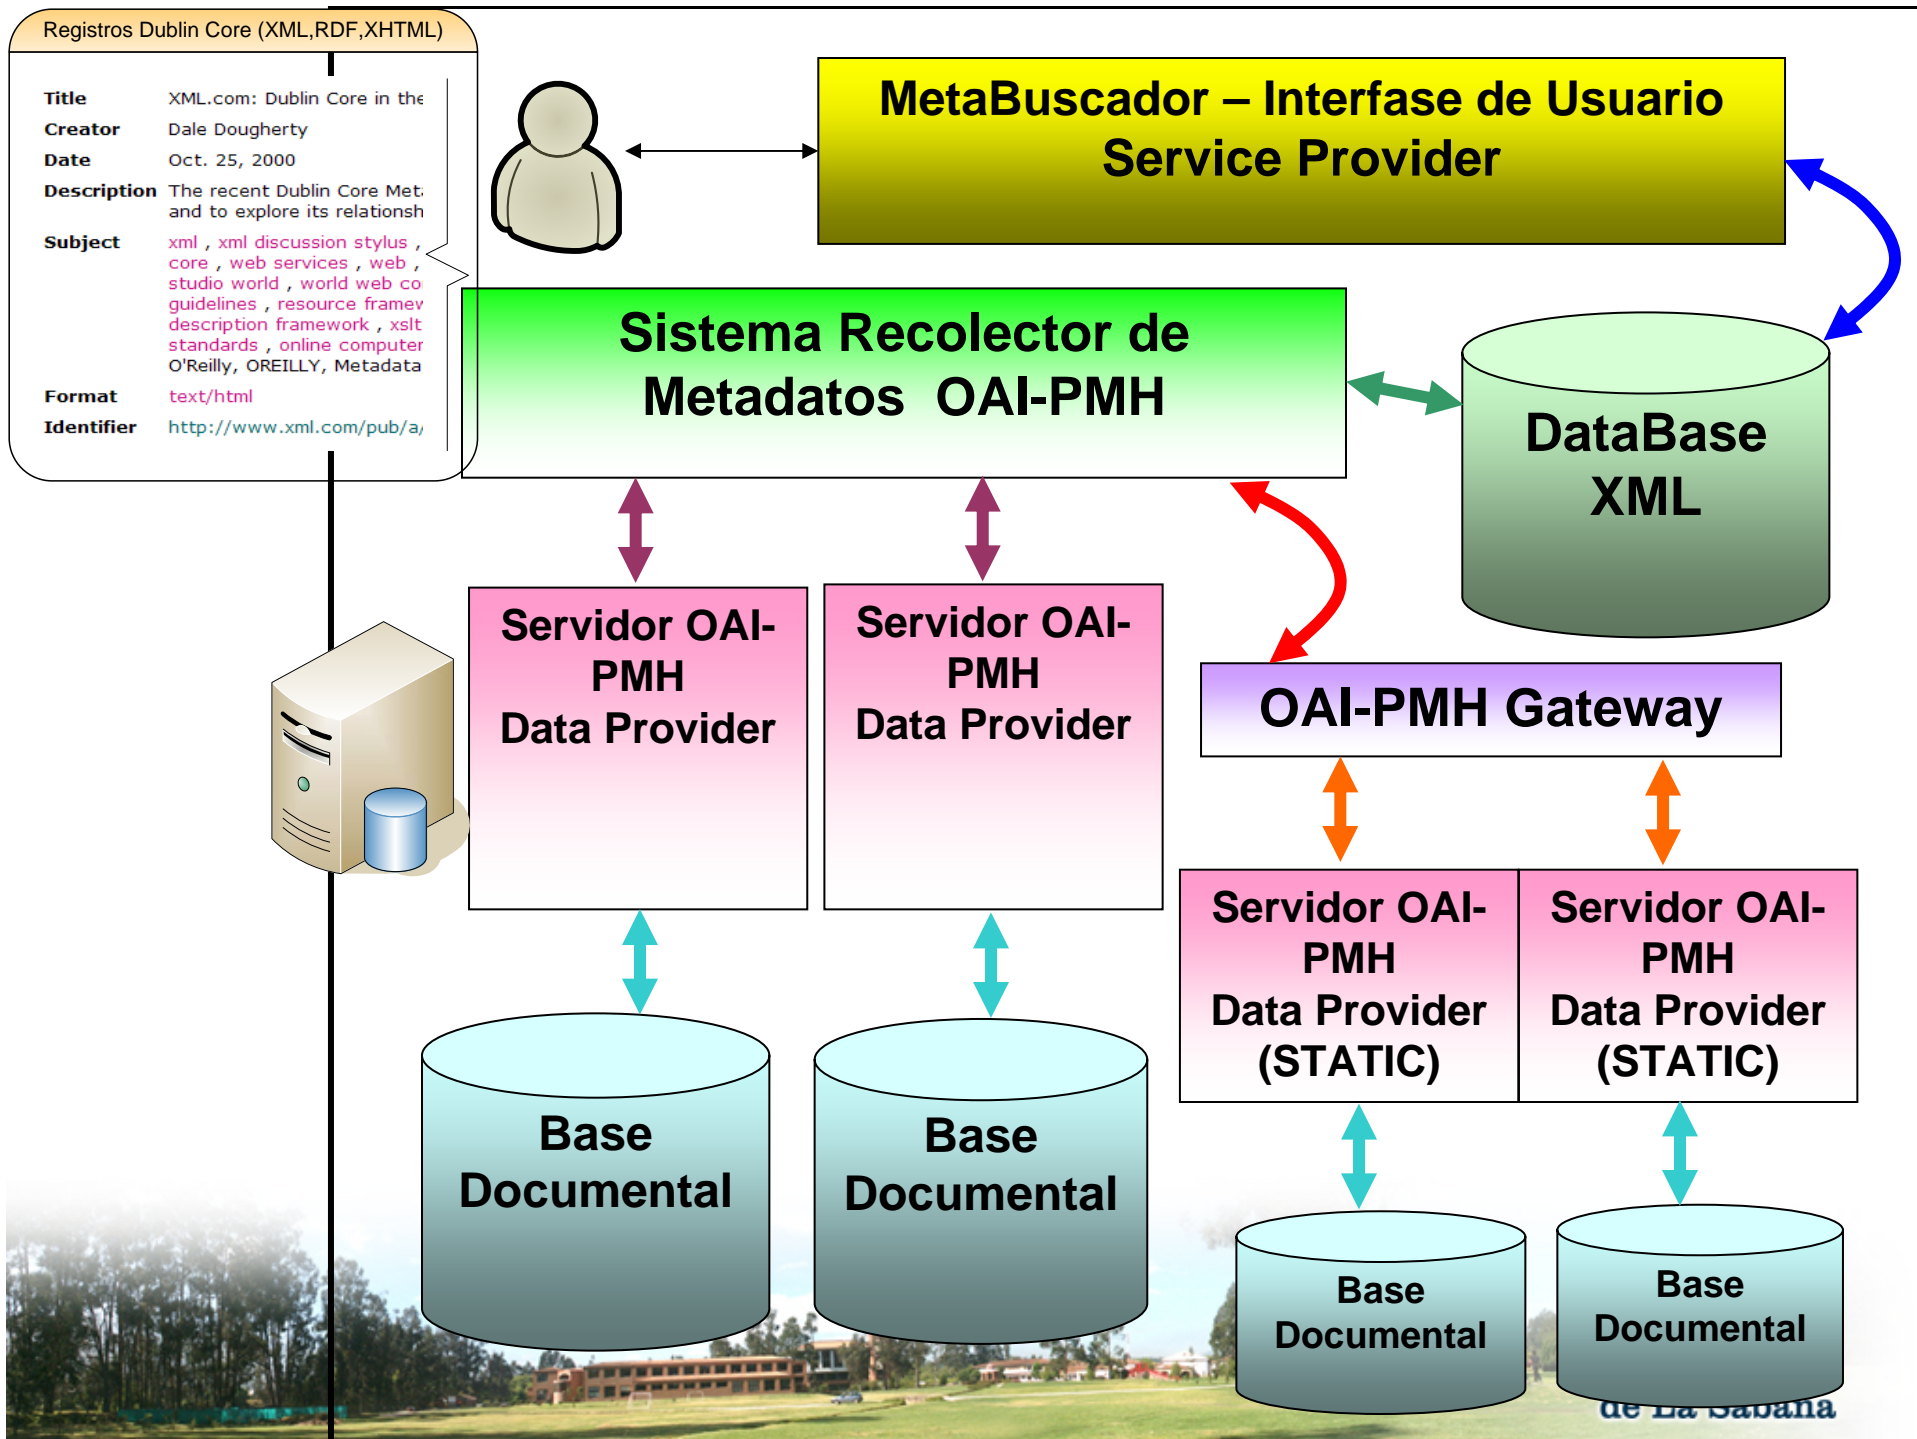 Registros Dublin Core (XML,RDF,XHTML)
Title XML.com: Dublin Core in the
Creator Dale Dougherty
Date Oct. 25, 2000
Description The recent Dublin Core Meta
and to explore its relationsh
Subject xml , xml discussion stylus ,
core , web services , web ,
studio world , world web co
guidelines , resource framew
description framework , xslt
standards , online computer
O'Reilly, OREILLY, Metadata
Format text/html
Identifier http://www.xml.com/pub/a/
MetaBuscador – Interfase de Usuario
Service Provider
Sistema Recolector de
Metadatos OAI-PMH
DataBase
XML
Servidor OAI-
PMH
Data Provider
Servidor OAI-
PMH
Data Provider
OAI-PMH Gateway
Servidor OAI-
PMH
Data Provider
(STATIC)
Servidor OAI-
PMH
Data Provider
(STATIC)
Base
Documental
Base
Documental
Base
Documental
Base
Documental
de La Sabana